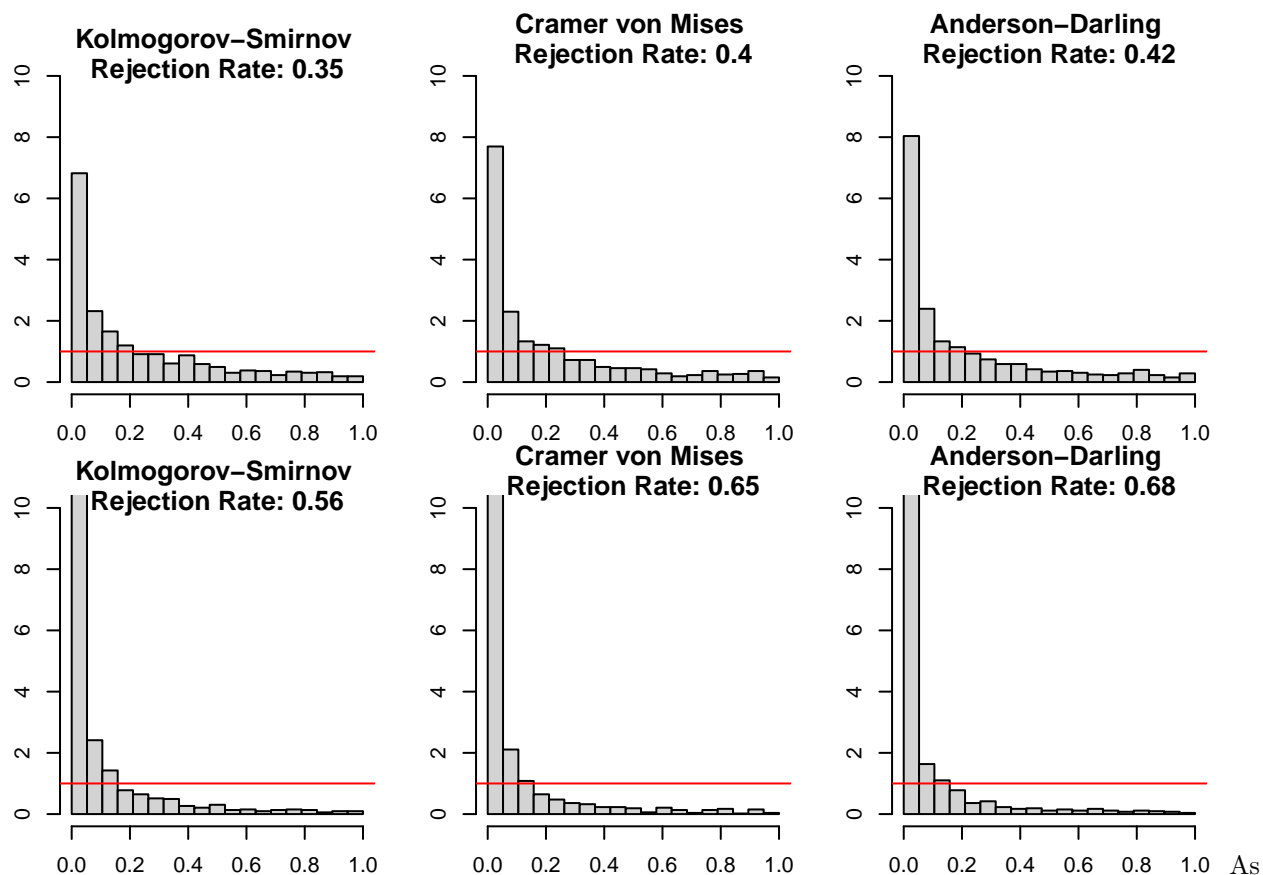 Kolmogorov−Smirnov
Rejection Rate: 0.35
Cramer von Mises
Rejection Rate: 0.4
Anderson−Darling
Rejection Rate: 0.42
10
8
6
4
2
0
0.0 0.2 0.4 0.6 0.8 1.0
10
8
6
4
2
0
0.0 0.2 0.4 0.6 0.8 1.0
10
8
6
4
2
0
0.0 0.2 0.4 0.6 0.8 1.0
Kolmogorov−Smirnov
Rejection Rate: 0.56
Cramer von Mises
Rejection Rate: 0.65
Anderson−Darling
Rejection Rate: 0.68
10
8
6
4
2
0
0.0 0.2 0.4 0.6 0.8 1.0
10
8
6
4
2
0
0.0 0.2 0.4 0.6 0.8 1.0
10
8
6
4
2
0
0.0 0.2 0.4 0.6 0.8 1.0
As